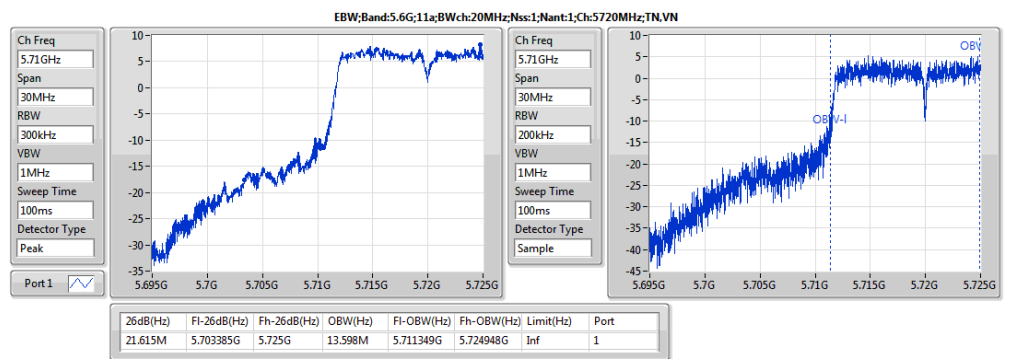 EBW;Band:5.6G;11a;BWch:20MHz;Nss:1;Nant:1;Ch:5720MHz;TN,VN
Ch Freq
5.71GHz
Span
30MHz
RBW
300kHz
VBW
1MHz
Sweep Time
100ms
Detector Type
Peak
Port 1
10
5
0
-5
-10
-15
-20
-25
-30
-35
5.695G 5.7G 5.705G 5.71G 5.715G 5.72G 5.725G
Ch Freq
5.71GHz
Span
30MHz
RBW
200kHz
VBW
1MHz
Sweep Time
100ms
Detector Type
Sample
10
5
0
-5
-10
-15
-20
-25
-30
-35
-40
-45
OBW-l
5.695G 5.7G 5.705G 5.71G 5.715G 5.72G 5.725G
26dB(Hz) Fl-26dB(Hz) Fh-26dB(Hz) OBW(Hz) Fl-OBW(Hz) Fh-OBW(Hz) Limit(Hz) Port
21.615M 5.703385G 5.725G 13.598M 5.711349G 5.724948G Inf 1